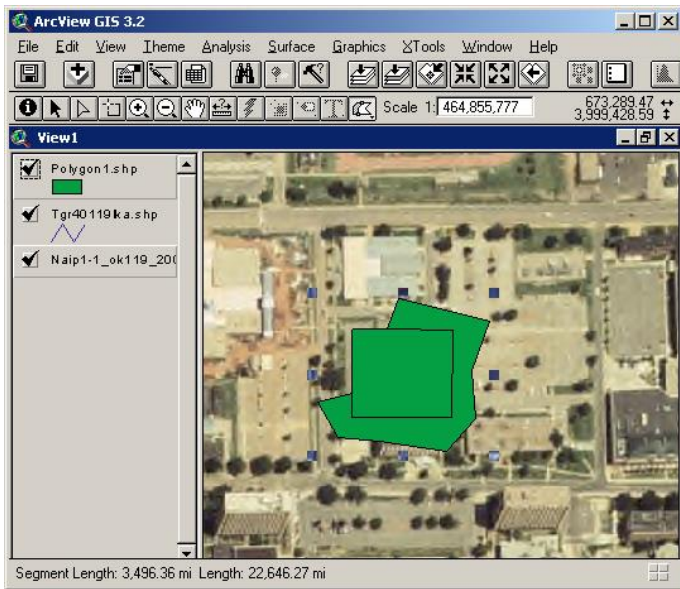 ArcView GIS 3.2
File Edit View Theme Analysis Surface Graphics XTools Window Help
Scale 1: 464,855,777
673,289.47
3,999,428.59
View1
Polygon1.shp
Tgr40119lka.shp
Naip1-1_ok119_200
Segment Length: 3,496.36 mi Length: 22,646.27 mi